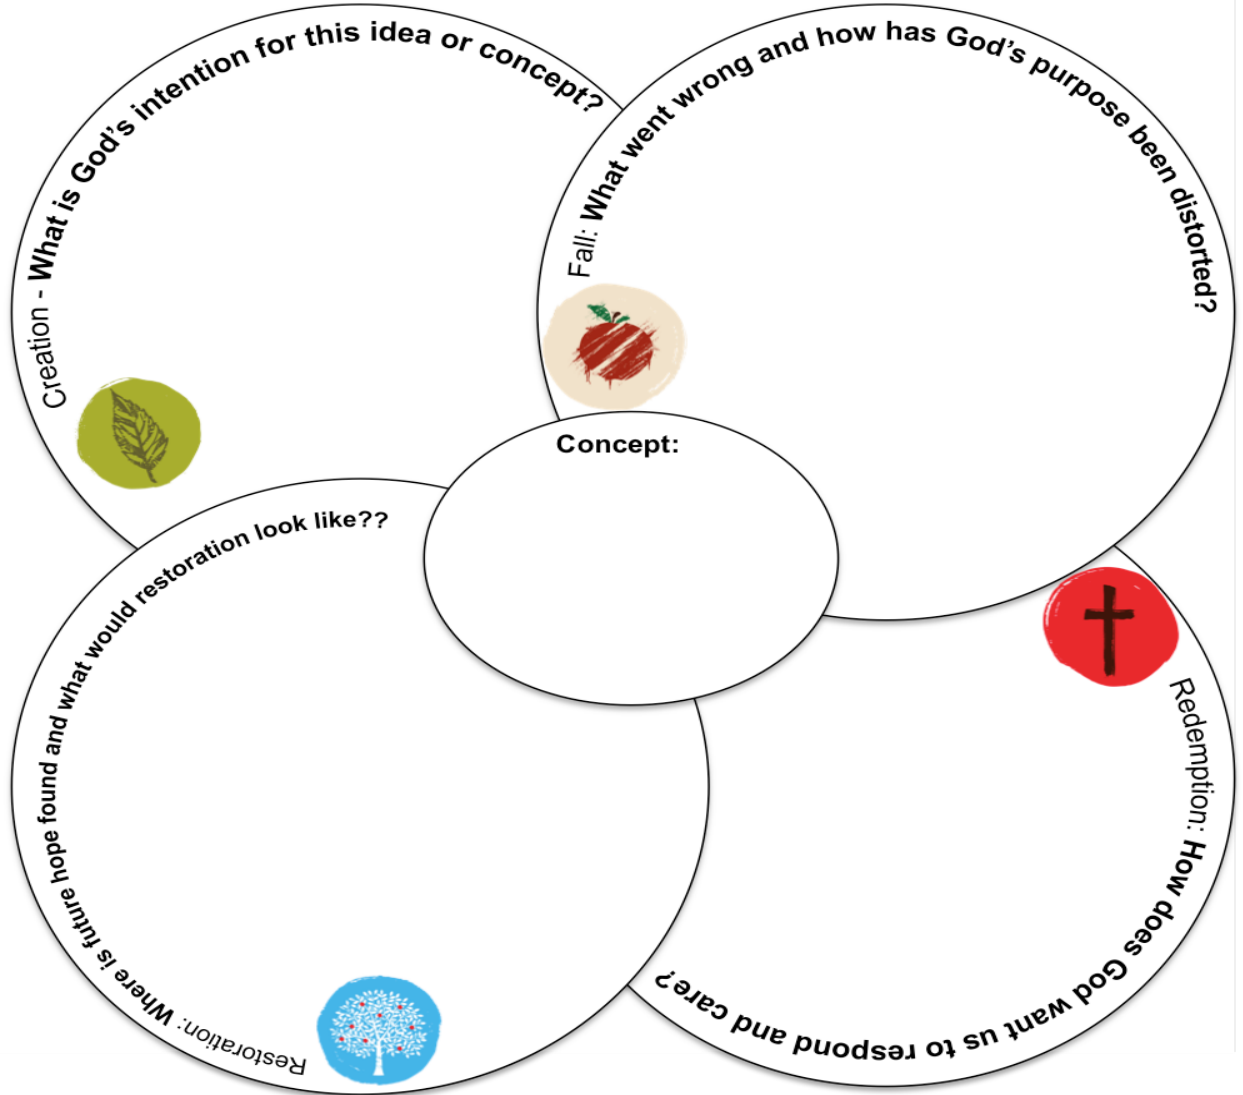 Creation - What is God's intention for this idea or concept?
Fall: What went wrong and how has God's purpose been distorted?
Concept:
Restoration: Where is future hope found and what would restoration look like??
Redemption: How does God want us to respond and care?